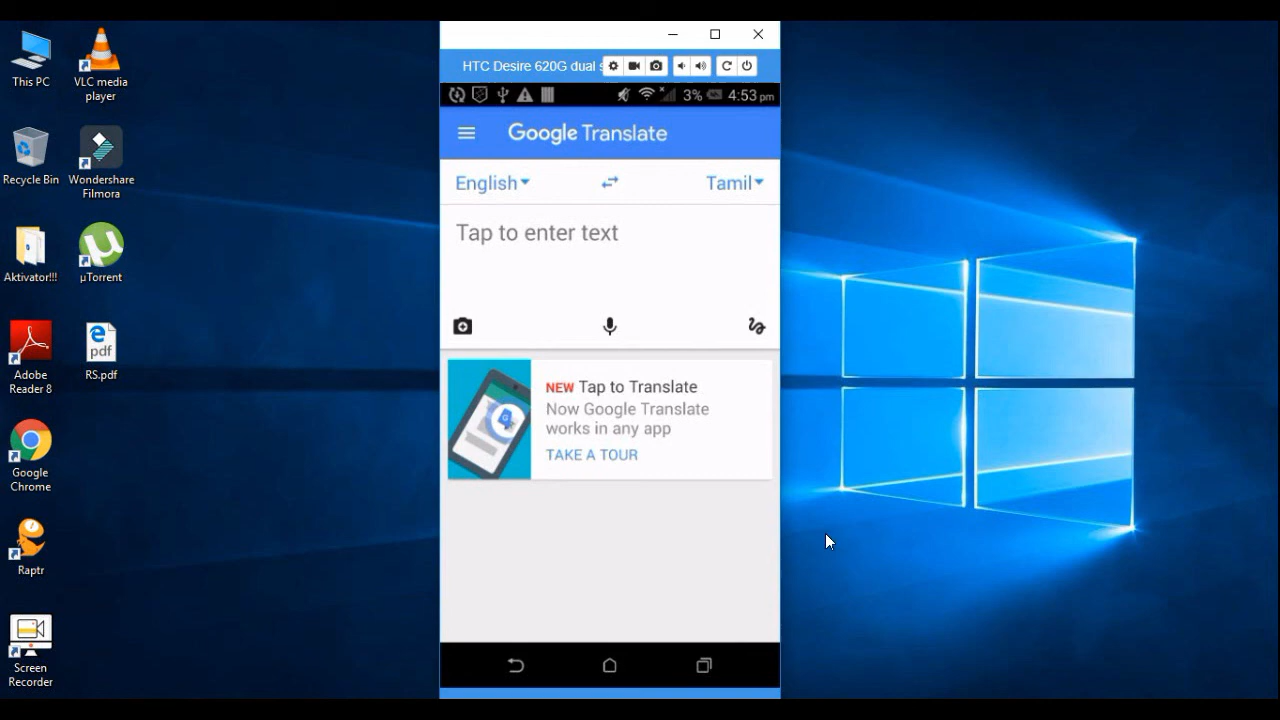 This PC
VLC media
player
Recycle Bin
Wondershare
Filmora
Aktivator!!!
µTorrent
Adobe
Reader 8
pdf
RS.pdf
Google
Chrome
Raptr
Screen
Recorder
HTC Desire 620G dual s
3% 4:53 pm
Google Translate
English Tamil
Tap to enter text
NEW Tap to Translate
Now Google Translate
works in any app
TAKE A TOUR